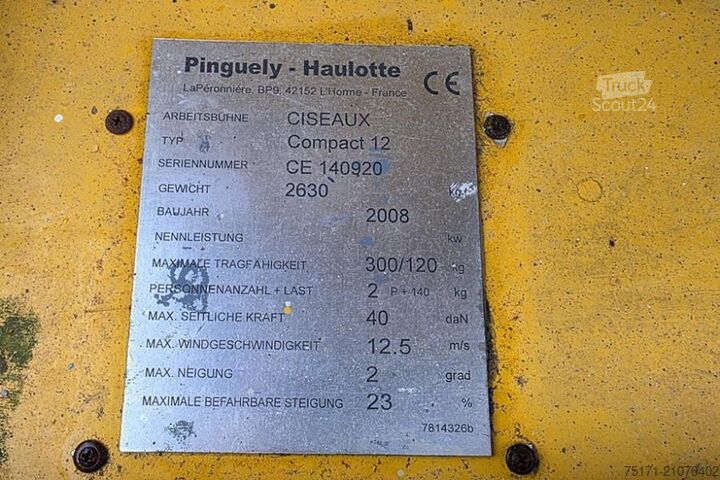 Pinguely - Haulotte CE
LaPéronnière, BP9, 42152 L'Horme - France
Truck
Scout24
ARBEITSBÜHNE CISEAUX
TYP Compact 12
SERIENNUMMER CE 140920
GEWICHT 2630 kg
BAUJAHR 2008
NENNLEISTUNG kw
MAXIMALE TRAGFÄHIGKEIT 300/120 kg
PERSONNENANZAHL + LAST 2 P + 140 kg
MAX. SEITLICHE KRAFT 40 daN
MAX. WINDGESCHWINDIGKEIT 12.5 m/s
MAX. NEIGUNG 2 grad
MAXIMALE BEFAHRBARE STEIGUNG 23 %
7814326b
75171-21070402